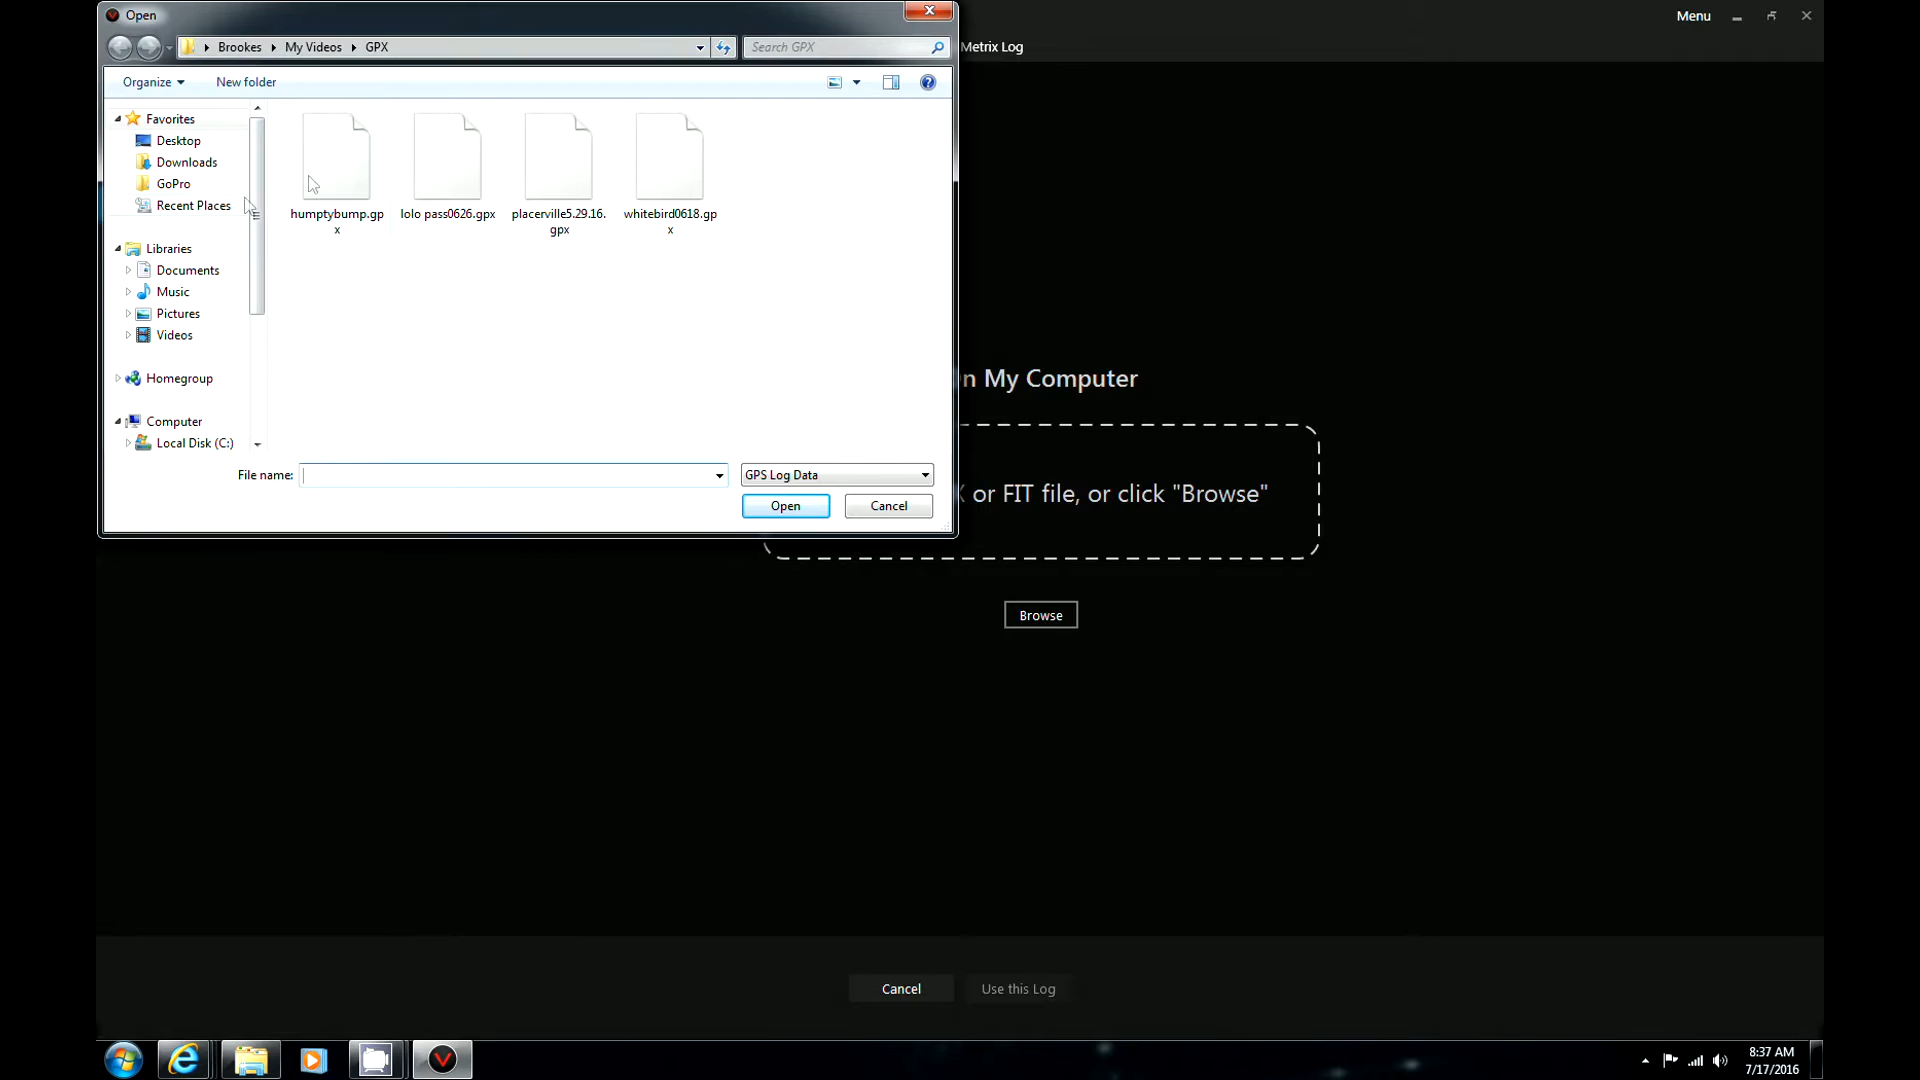 Open
Menu
Brookes
My Videos
GPX
Search GPX
Metrix Log
Organize
New folder
Favorites
Desktop
Downloads
GoPro
Recent Places
Libraries
Documents
Music
Pictures
Videos
Homegroup
Computer
Local Disk (C:)
humptybump.gp
x
lolo pass0626.gpx
placerville5.29.16.
gpx
whitebird0618.gp
x
File name:
GPS Log Data
Open
Cancel
n My Computer
X or FIT file, or click "Browse"
Browse
Cancel
Use this Log
8:37 AM
7/17/2016